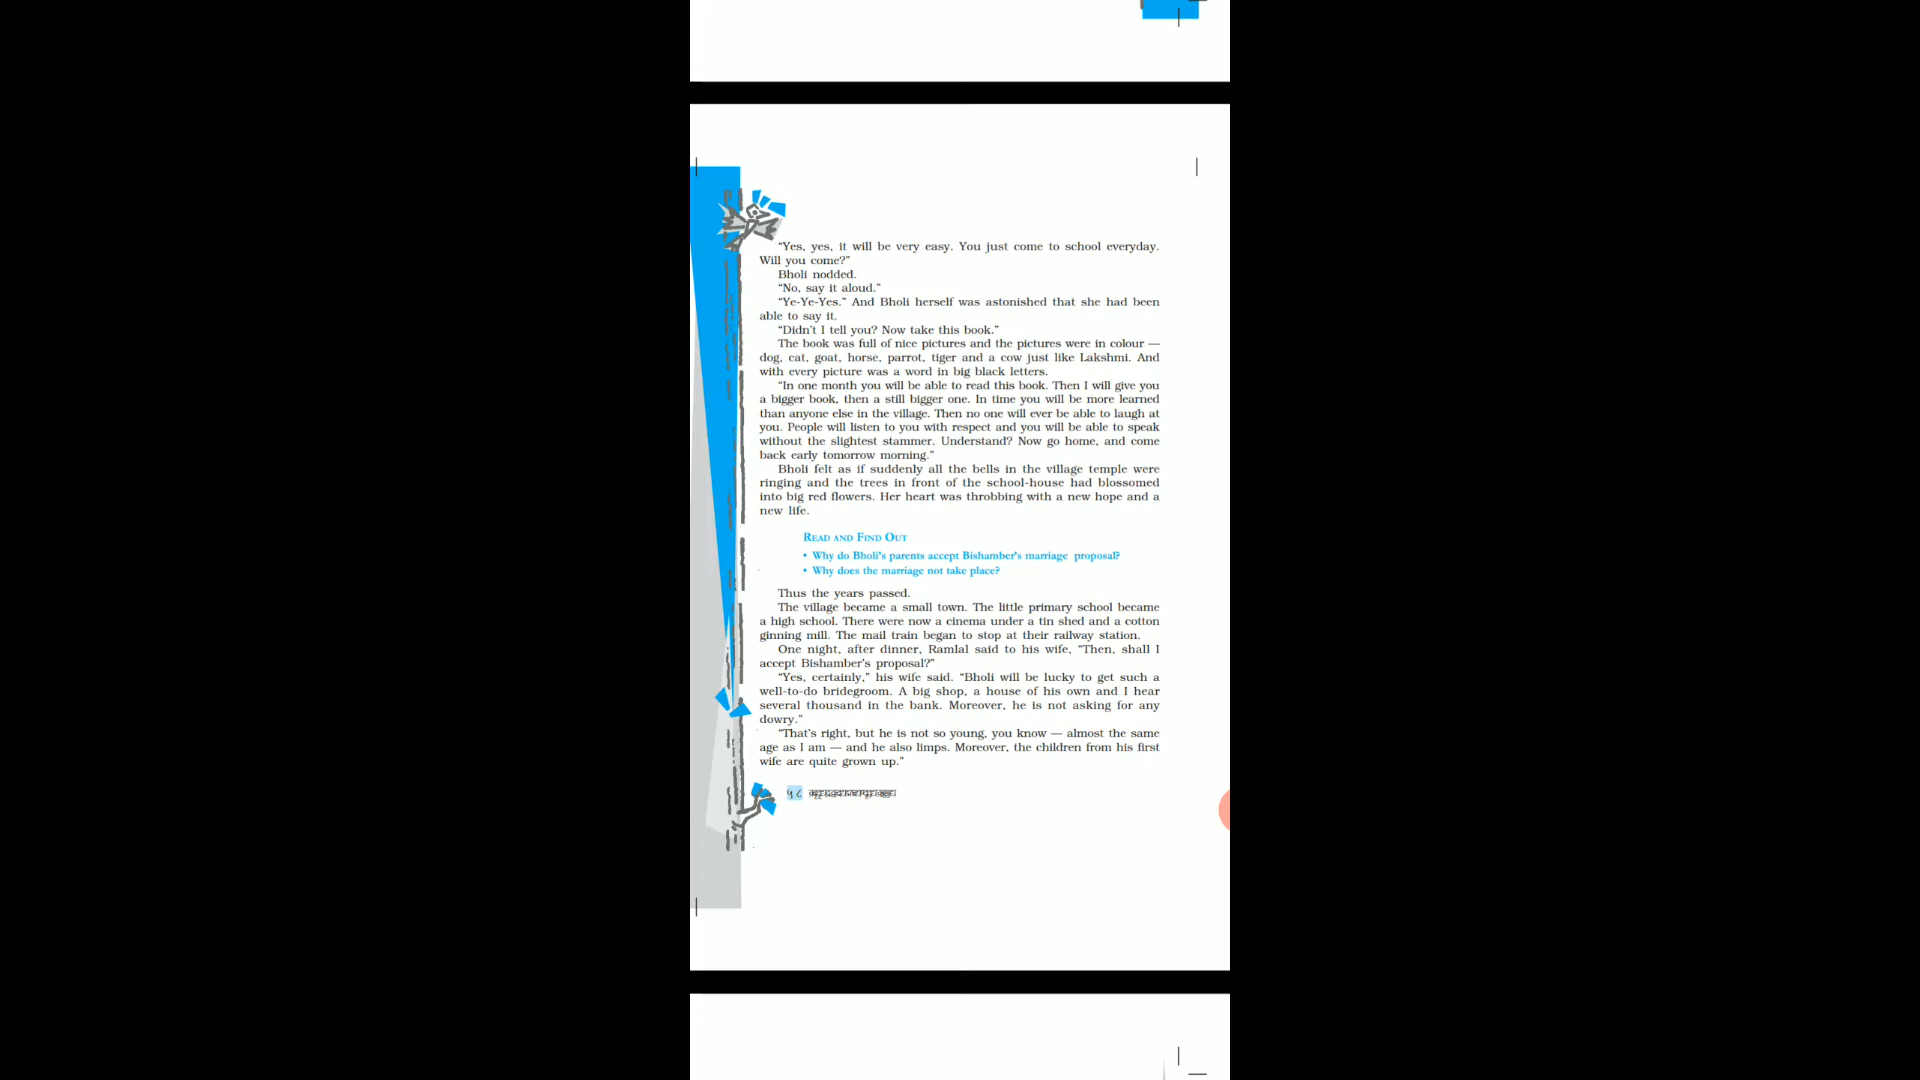 “Yes, yes, it will be very easy. You just come to school everyday.
Will you come?”
Bholi nodded.
“No, say it aloud.”
“Ye-Ye-Yes.” And Bholi herself was astonished that she had been
able to say it.
“Didn’t I tell you? Now take this book.”
The book was full of nice pictures and the pictures were in colour —
dog, cat, goat, horse, parrot, tiger and a cow just like Lakshmi. And
with every picture was a word in big black letters.
“In one month you will be able to read this book. Then I will give you
a bigger book, then a still bigger one. In time you will be more learned
than anyone else in the village. Then no one will ever be able to laugh at
you. People will listen to you with respect and you will be able to speak
without the slightest stammer. Understand? Now go home, and come
back early tomorrow morning.”
Bholi felt as if suddenly all the bells in the village temple were
ringing and the trees in front of the school-house had blossomed
into big red flowers. Her heart was throbbing with a new hope and a
new life.
READ AND FIND OUT
• Why do Bholi’s parents accept Bishamber’s marriage proposal?
• Why does the marriage not take place?
Thus the years passed.
The village became a small town. The little primary school became
a high school. There were now a cinema under a tin shed and a cotton
ginning mill. The mail train began to stop at their railway station.
One night, after dinner, Ramlal said to his wife, “Then, shall I
accept Bishamber’s proposal?”
“Yes, certainly,” his wife said. “Bholi will be lucky to get such a
well-to-do bridegroom. A big shop, a house of his own and I hear
several thousand in the bank. Moreover, he is not asking for any
dowry.”
“That’s right, but he is not so young, you know — almost the same
age as I am — and he also limps. Moreover, the children from his first
wife are quite grown up.”